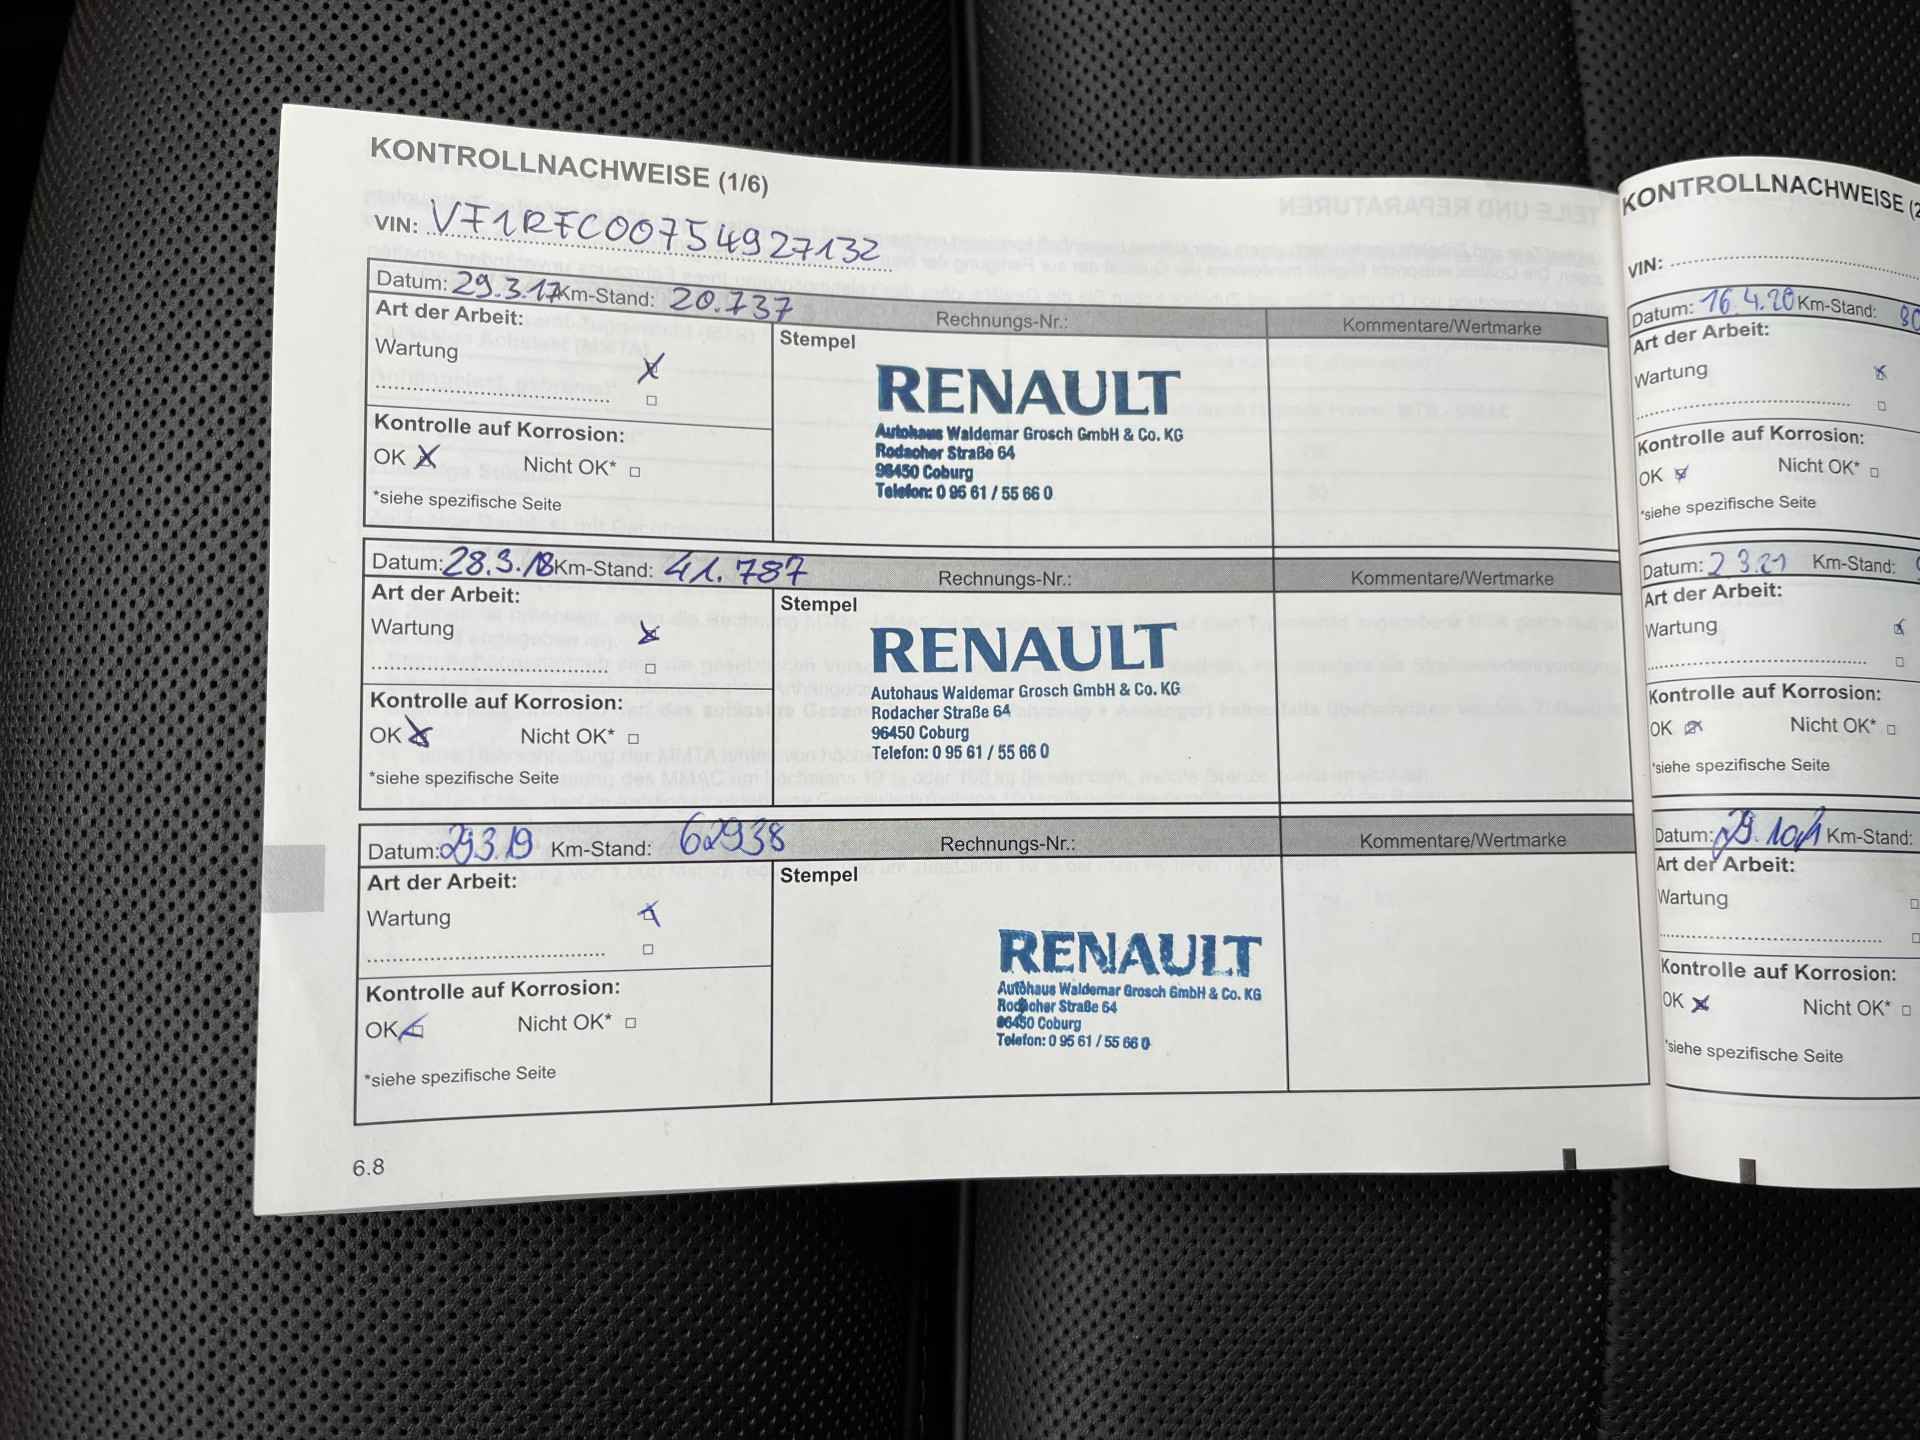 KONTROLLNACHWEISE (1/6)
VIN: VF1RFC00754927132
Datum: 29.3.17 Km-Stand: 20.737 Rechnungs-Nr.: Kommentare/Wertmarke
Art der Arbeit:
Stempel
Wartung
RENAULT
Autohaus Waldemar Grosch GmbH & Co. KG
Rodacher Straße 64
96450 Coburg
Telefon: 0 95 61 / 55 66 0
Kontrolle auf Korrosion:
OK Nicht OK*
*siehe spezifische Seite
Datum: 28.3.18 Km-Stand: 41.787 Rechnungs-Nr.: Kommentare/Wertmarke
Art der Arbeit:
Stempel
Wartung
RENAULT
Autohaus Waldemar Grosch GmbH & Co. KG
Rodacher Straße 64
96450 Coburg
Telefon: 0 95 61 / 55 66 0
Kontrolle auf Korrosion:
OK Nicht OK*
*siehe spezifische Seite
Datum: 29.3.19 Km-Stand: 62938 Rechnungs-Nr.: Kommentare/Wertmarke
Art der Arbeit:
Stempel
Wartung
RENAULT
Autohaus Waldemar Grosch GmbH & Co. KG
Rodacher Straße 64
96450 Coburg
Telefon: 0 95 61 / 55 66 0
Kontrolle auf Korrosion:
OK Nicht OK*
*siehe spezifische Seite
6.8
KONTROLLNACHWEISE (2
VIN:
Datum: 16.4.20 Km-Stand:
Art der Arbeit:
Wartung
Kontrolle auf Korrosion:
OK Nicht OK*
*siehe spezifische Seite
Datum: 2.3.21 Km-Stand:
Art der Arbeit:
Wartung
Kontrolle auf Korrosion:
OK Nicht OK*
*siehe spezifische Seite
Datum: Km-Stand:
Art der Arbeit:
Wartung
Kontrolle auf Korrosion:
OK Nicht OK*
*siehe spezifische Seite